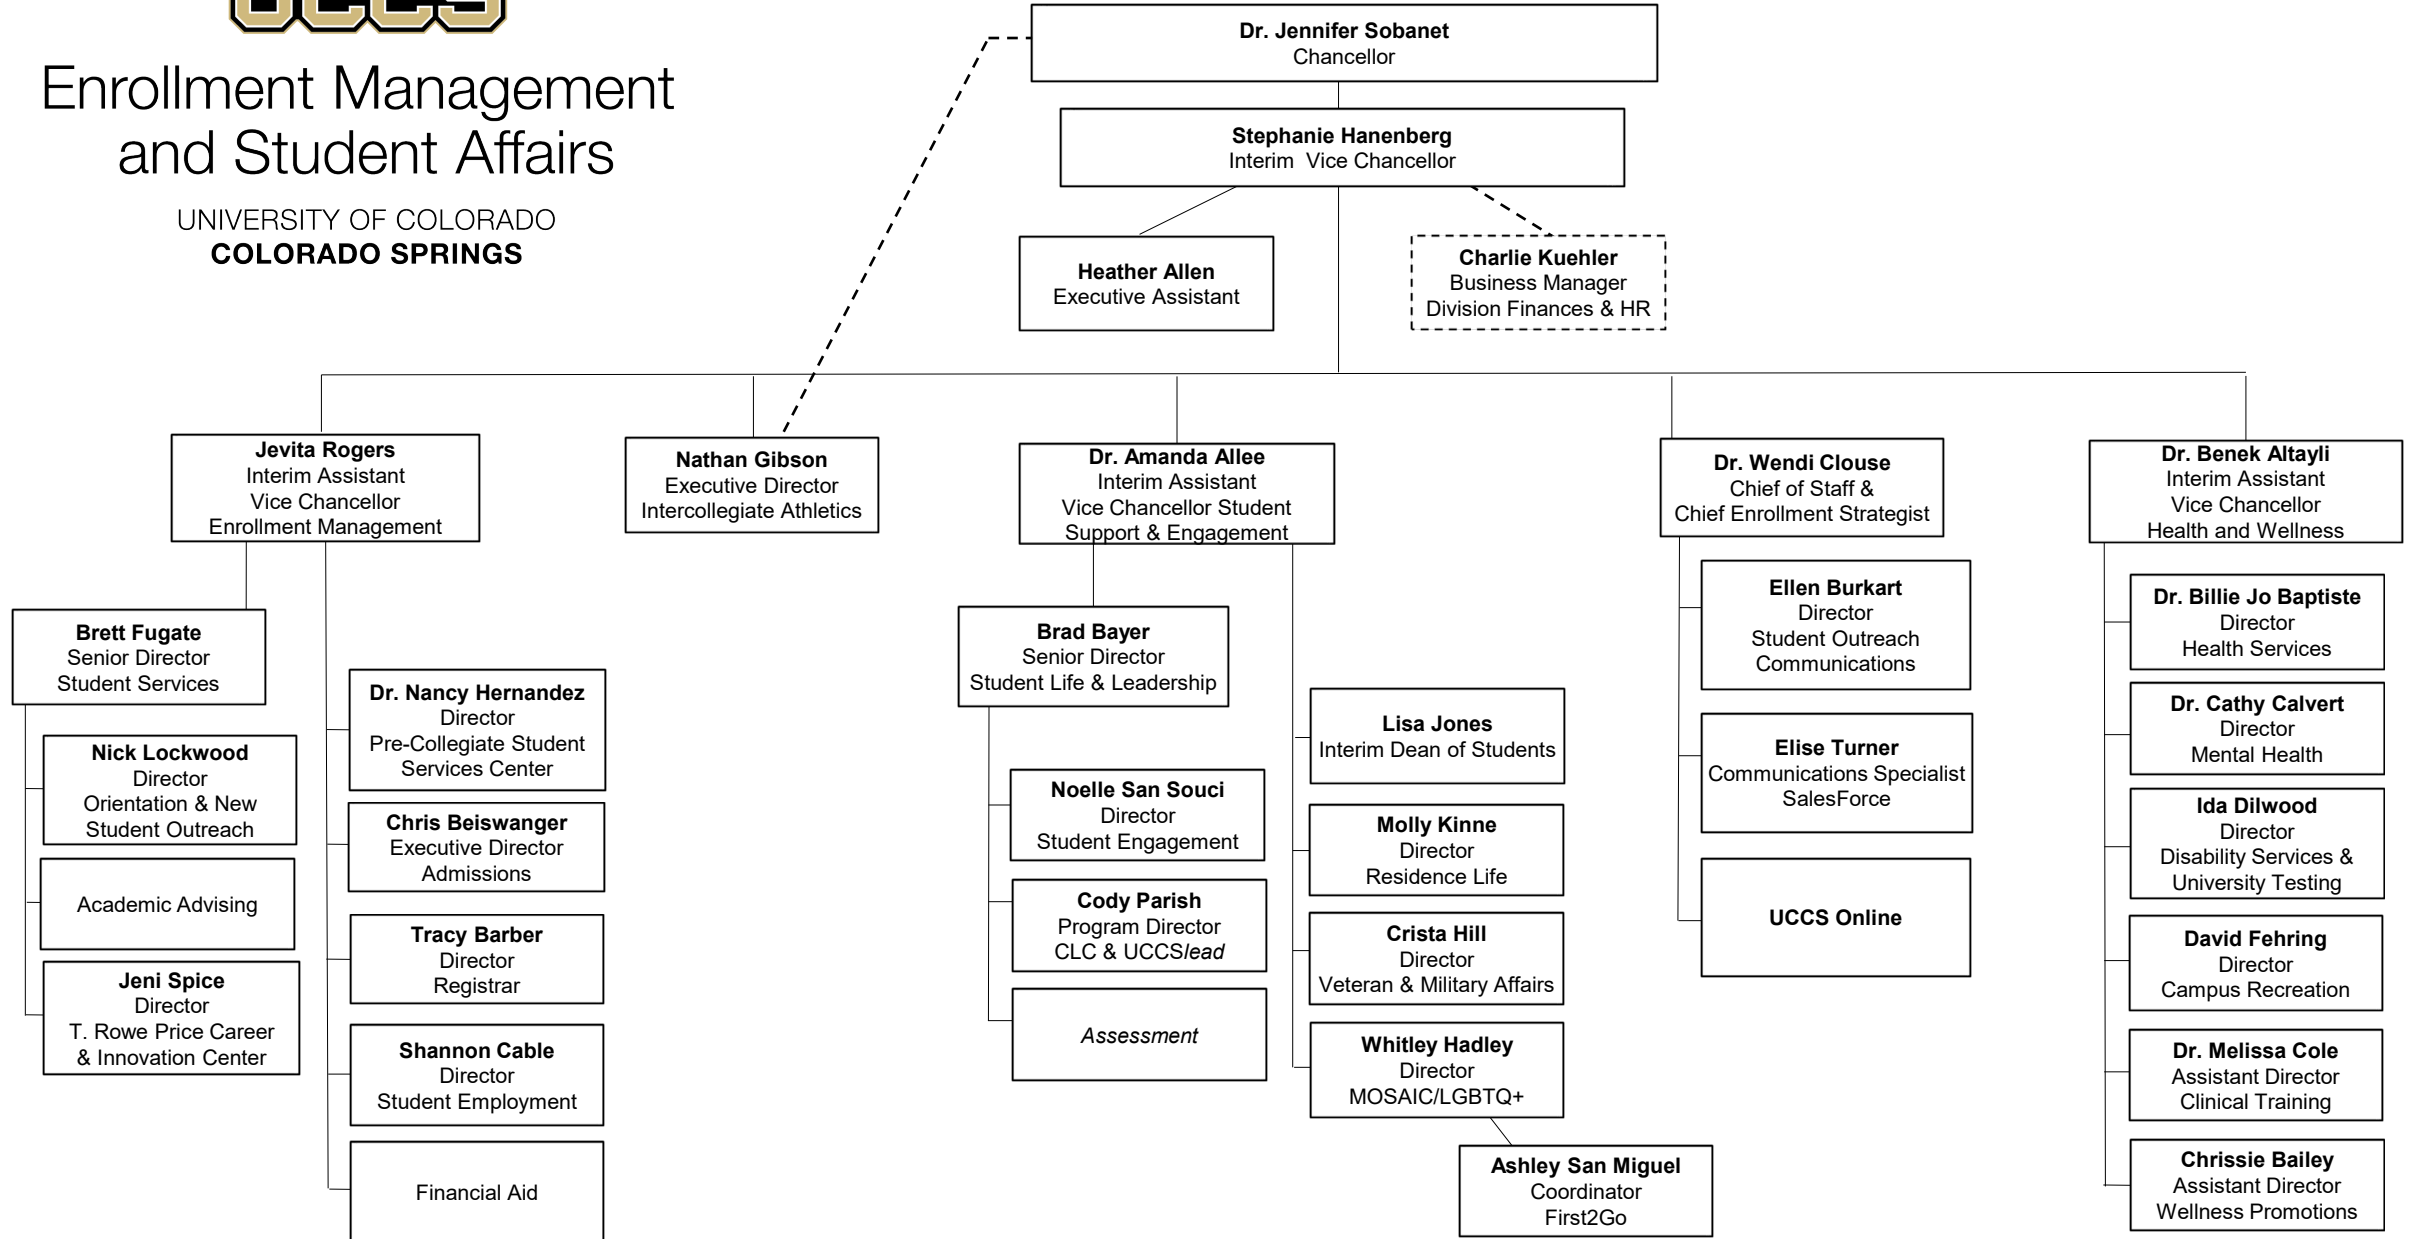 UCCS
Enrollment Management
and Student Affairs
UNIVERSITY OF COLORADO
COLORADO SPRINGS
Dr. Jennifer Sobanet
Chancellor
Stephanie Hanenberg
Interim Vice Chancellor
Heather Allen
Executive Assistant
Charlie Kuehler
Business Manager
Division Finances & HR
Jevita Rogers
Interim Assistant
Vice Chancellor
Enrollment Management
Nathan Gibson
Executive Director
Intercollegiate Athletics
Dr. Amanda Allee
Interim Assistant
Vice Chancellor Student
Support & Engagement
Dr. Wendi Clouse
Chief of Staff &
Chief Enrollment Strategist
Dr. Benek Altayli
Interim Assistant
Vice Chancellor
Health and Wellness
Brett Fugate
Senior Director
Student Services
Nick Lockwood
Director
Orientation & New
Student Outreach
Academic Advising
Jeni Spice
Director
T. Rowe Price Career
& Innovation Center
Dr. Nancy Hernandez
Director
Pre-Collegiate Student
Services Center
Chris Beiswanger
Executive Director
Admissions
Tracy Barber
Director
Registrar
Shannon Cable
Director
Student Employment
Financial Aid
Brad Bayer
Senior Director
Student Life & Leadership
Noelle San Souci
Director
Student Engagement
Cody Parish
Program Director
CLC & UCCSlead
Assessment
Lisa Jones
Interim Dean of Students
Molly Kinne
Director
Residence Life
Crista Hill
Director
Veteran & Military Affairs
Whitley Hadley
Director
MOSAIC/LGBTQ+
Ashley San Miguel
Coordinator
First2Go
Ellen Burkart
Director
Student Outreach
Communications
Elise Turner
Communications Specialist
SalesForce
UCCS Online
Dr. Billie Jo Baptiste
Director
Health Services
Dr. Cathy Calvert
Director
Mental Health
Ida Dilwood
Director
Disability Services &
University Testing
David Fehring
Director
Campus Recreation
Dr. Melissa Cole
Assistant Director
Clinical Training
Chrissie Bailey
Assistant Director
Wellness Promotions